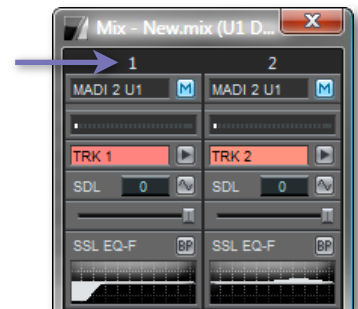 Mix - New.mix (U1 D...
1 2
MADI 2 U1 M MADI 2 U1 M
TRK 1 TRK 2
SDL 0 SDL 0
SSL EQ-F BP SSL EQ-F BP